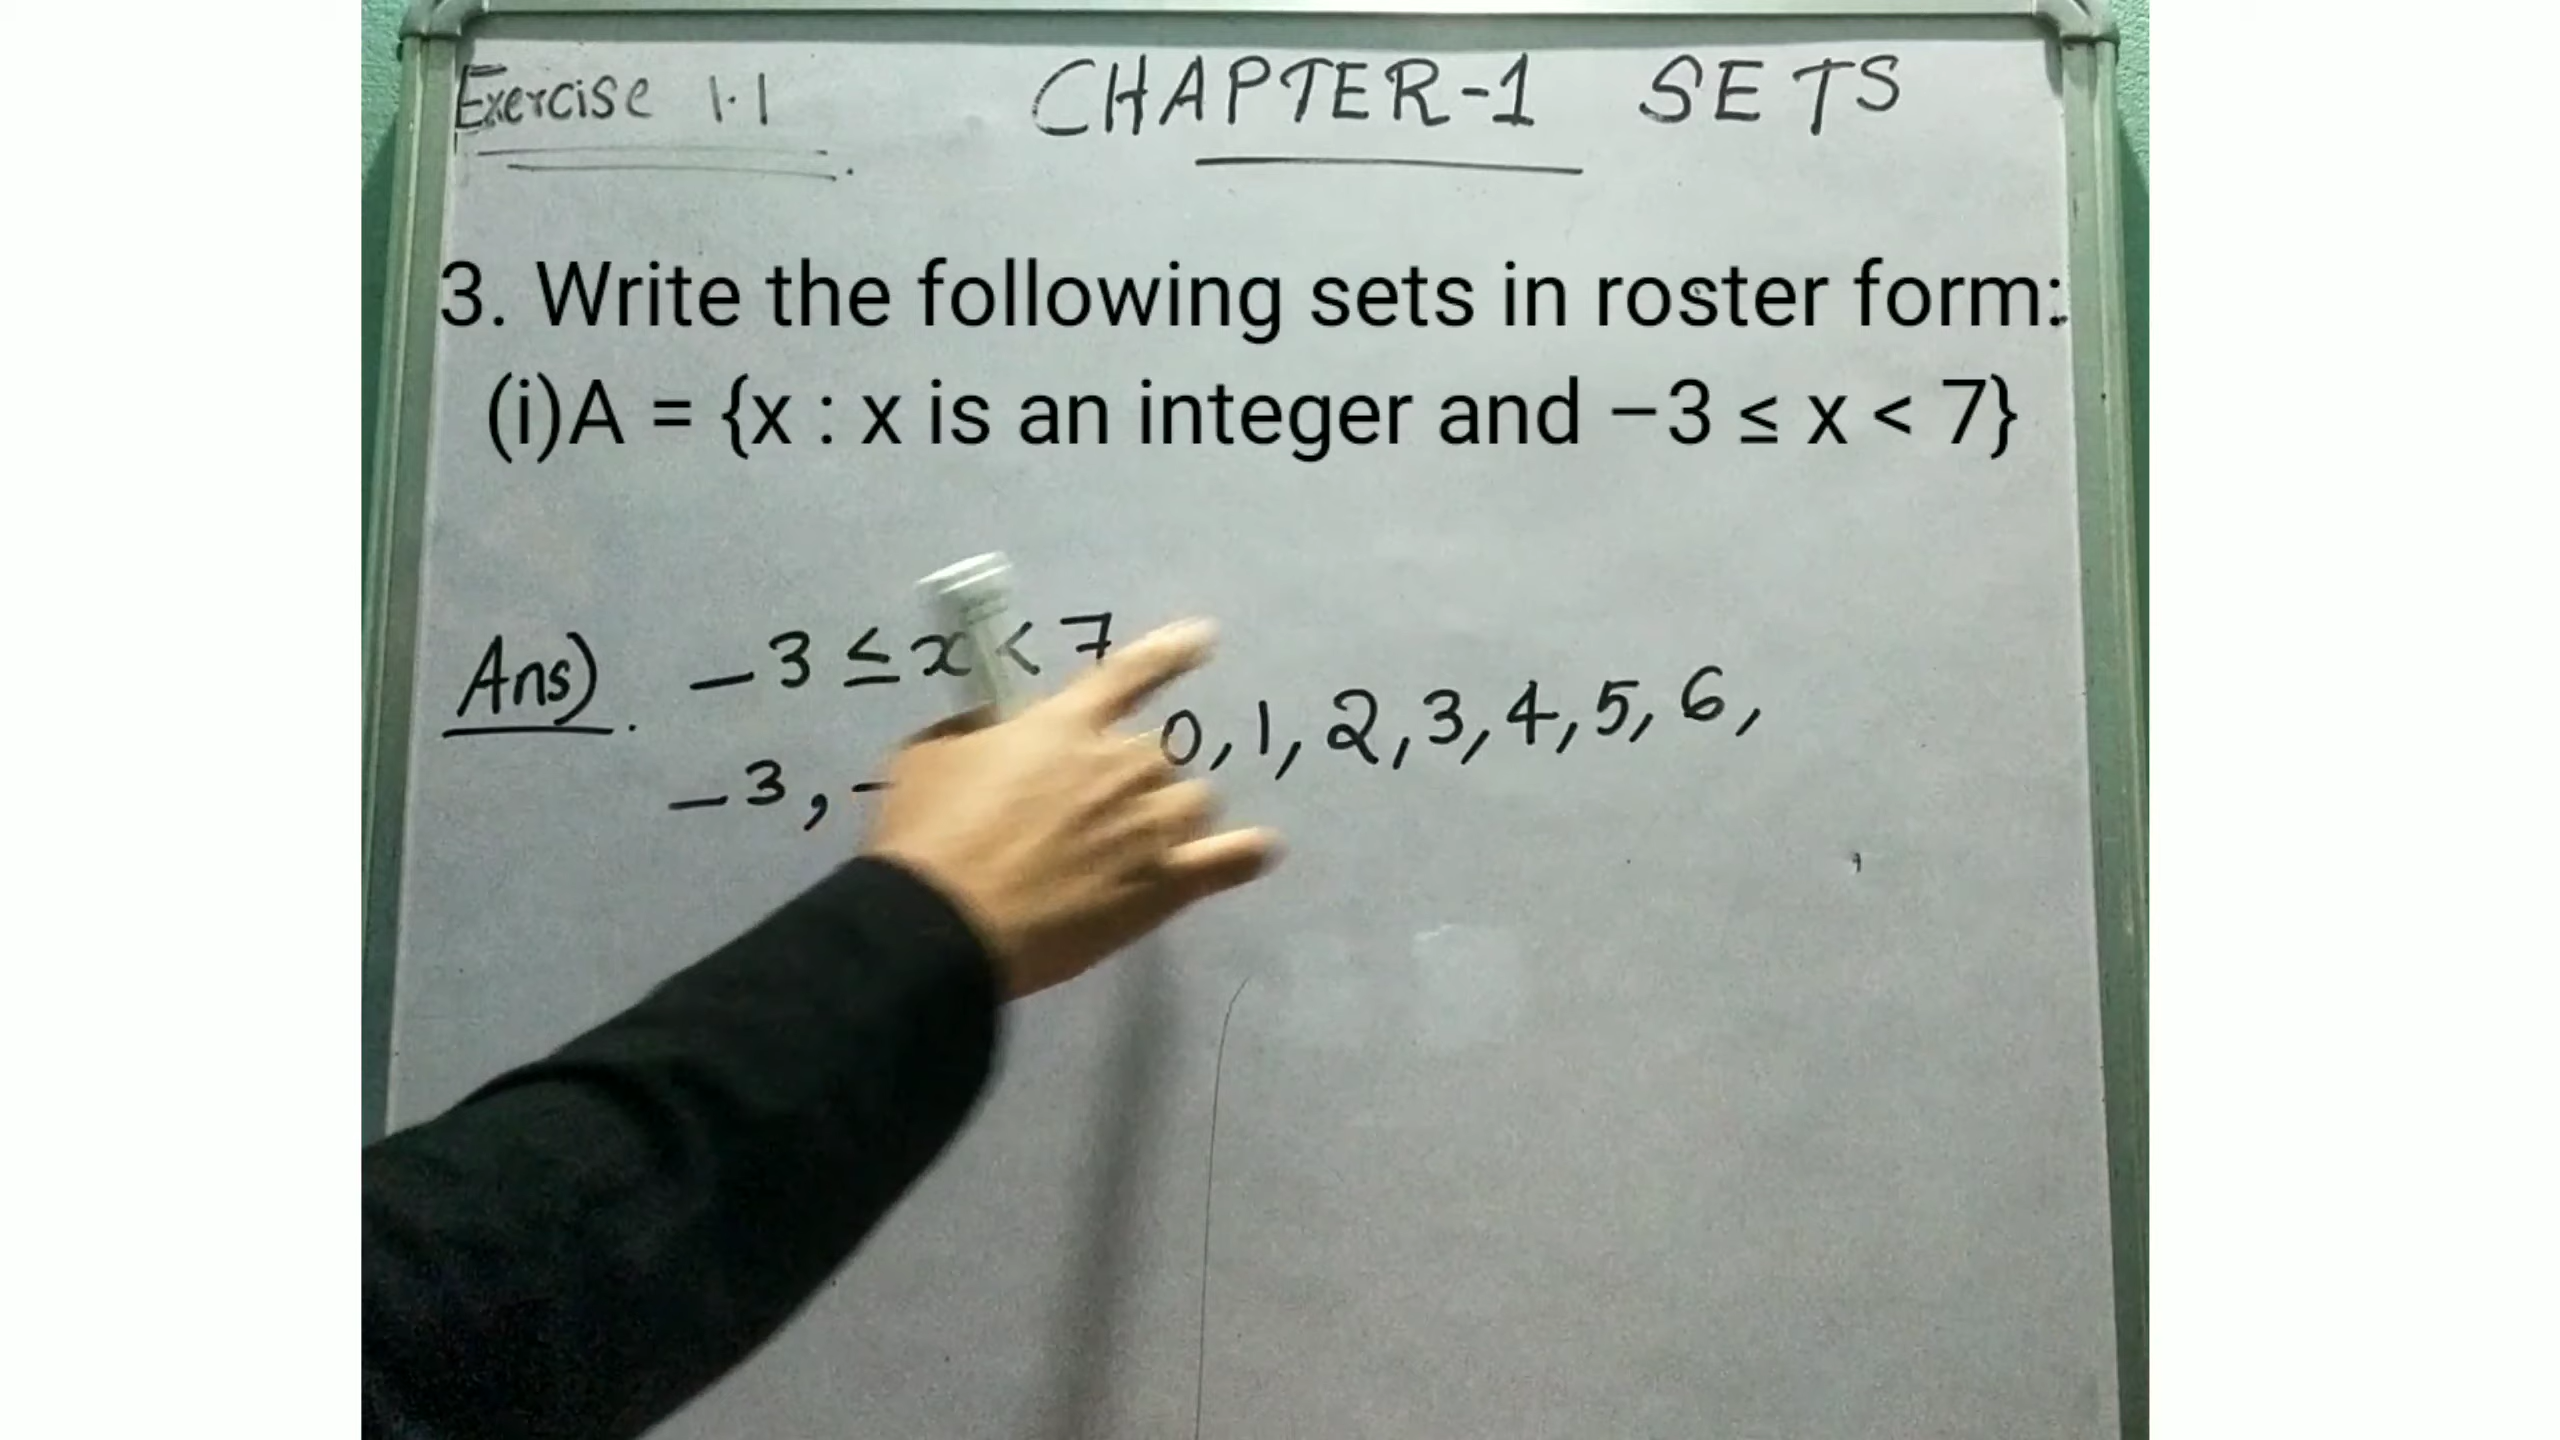 Exercise 1.1 CHAPTER-1 SETS
3. Write the following sets in roster form:
(i)A = {x : x is an integer and −3 ≤ x < 7}
Ans). −3 ≤ x < 7
−3, − 0, 1, 2, 3, 4, 5, 6,